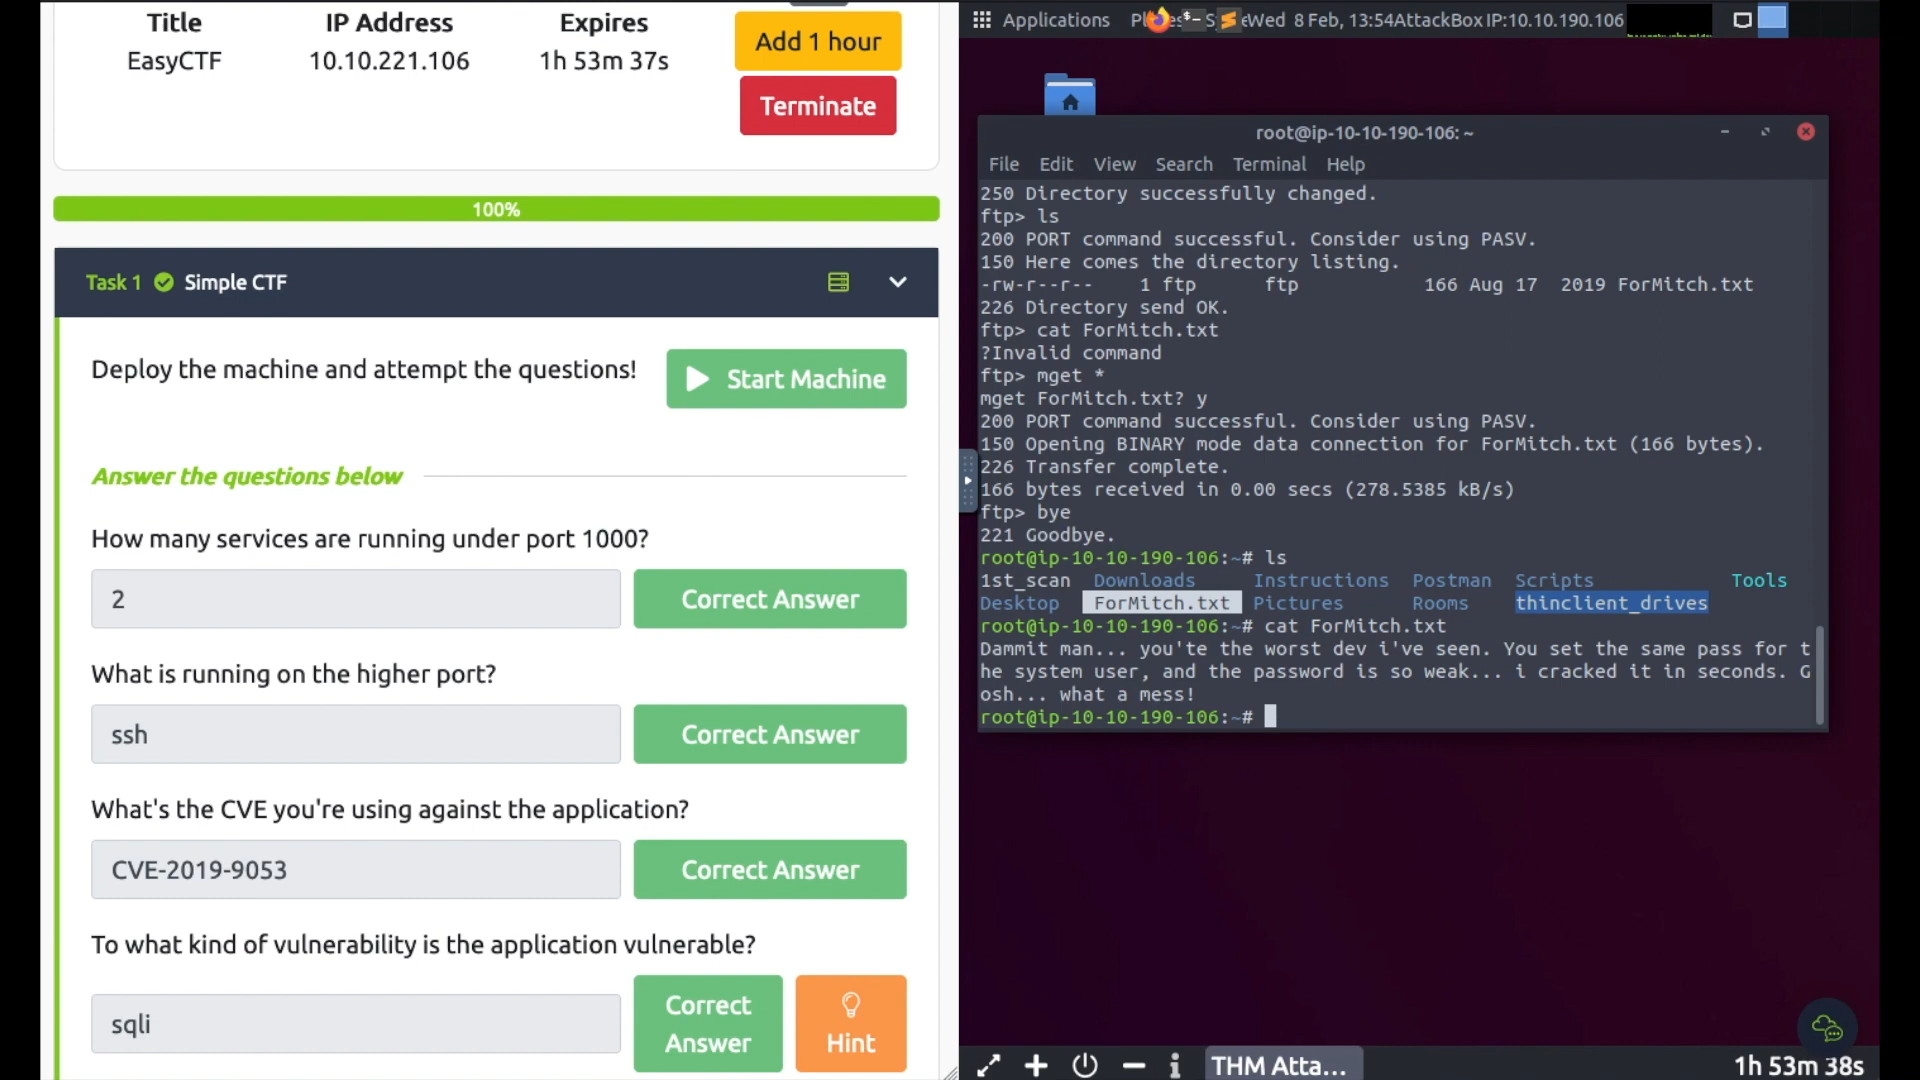 Title IP Address Expires
EasyCTF 10.10.221.106 1h 53m 37s
Add 1 hour
Terminate
100%
Task 1 Simple CTF
Deploy the machine and attempt the questions!
Start Machine
Answer the questions below
How many services are running under port 1000?
2
Correct Answer
What is running on the higher port?
ssh
Correct Answer
What's the CVE you're using against the application?
CVE-2019-9053
Correct Answer
To what kind of vulnerability is the application vulnerable?
sqli
Correct
Answer
Hint
Applications Wed 8 Feb, 13:54 AttackBox IP:10.10.190.106
root@ip-10-10-190-106: ~
File Edit View Search Terminal Help
250 Directory successfully changed.
ftp> ls
200 PORT command successful. Consider using PASV.
150 Here comes the directory listing.
-rw-r--r--    1 ftp      ftp           166 Aug 17  2019 ForMitch.txt
226 Directory send OK.
ftp> cat ForMitch.txt
?Invalid command
ftp> mget *
mget ForMitch.txt? y
200 PORT command successful. Consider using PASV.
150 Opening BINARY mode data connection for ForMitch.txt (166 bytes).
226 Transfer complete.
166 bytes received in 0.00 secs (278.5385 kB/s)
ftp> bye
221 Goodbye.
root@ip-10-10-190-106:~# ls
1st_scan  Downloads     Instructions  Postman  Scripts            Tools
Desktop   ForMitch.txt  Pictures      Rooms    thinclient_drives
root@ip-10-10-190-106:~# cat ForMitch.txt
Dammit man... you'te the worst dev i've seen. You set the same pass for t
he system user, and the password is so weak... i cracked it in seconds. G
osh... what a mess!
root@ip-10-10-190-106:~#
THM Atta...
1h 53m 38s